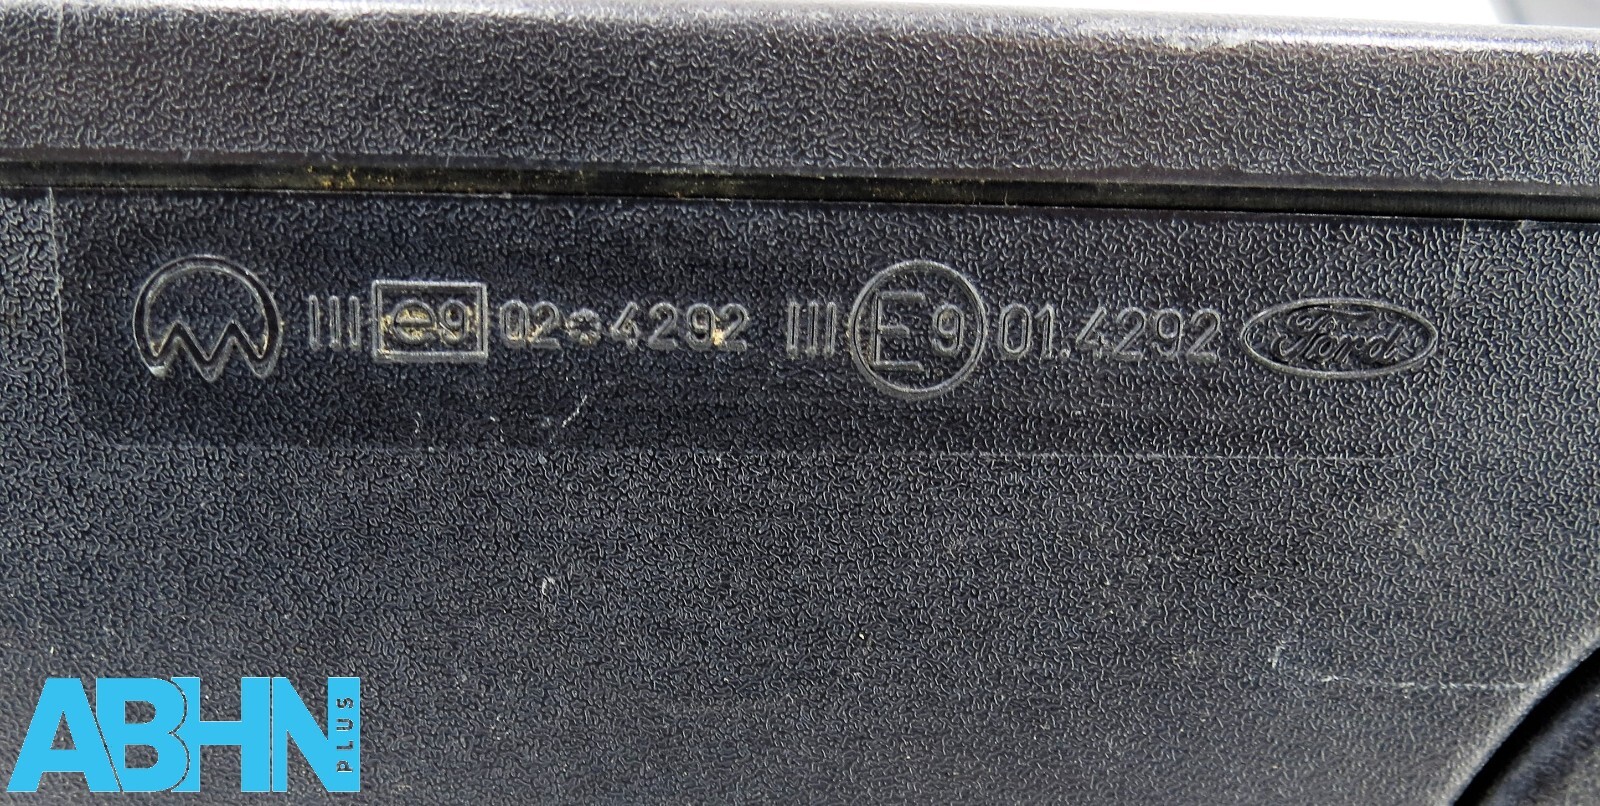 III e9 02*4292 III E9 01.4292 Ford
ABHN PLUS